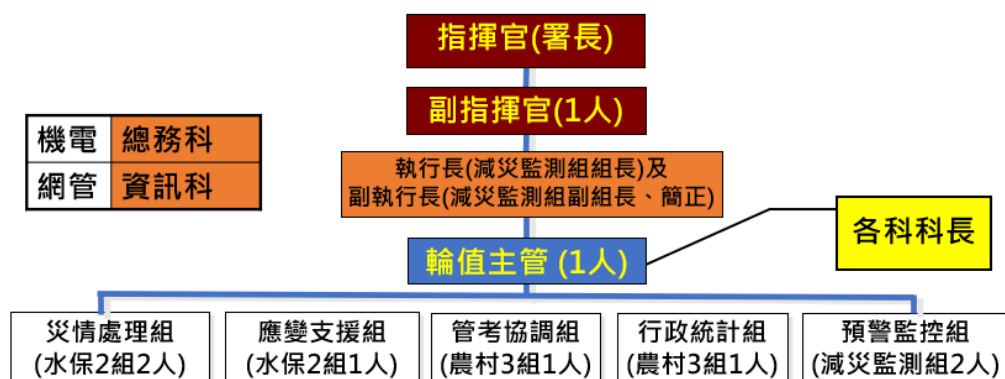 指揮官(署長)
副指揮官(1人)
機電 總務科
網管 資訊科
執行長(減災監測組組長)及
副執行長(減災監測組副組長、簡正)
各科科長
輪值主管 (1人)
災情處理組
(水保2組2人)
應變支援組
(水保2組1人)
管考協調組
(農村3組1人)
行政統計組
(農村3組1人)
預警監控組
(減災監測組2人)